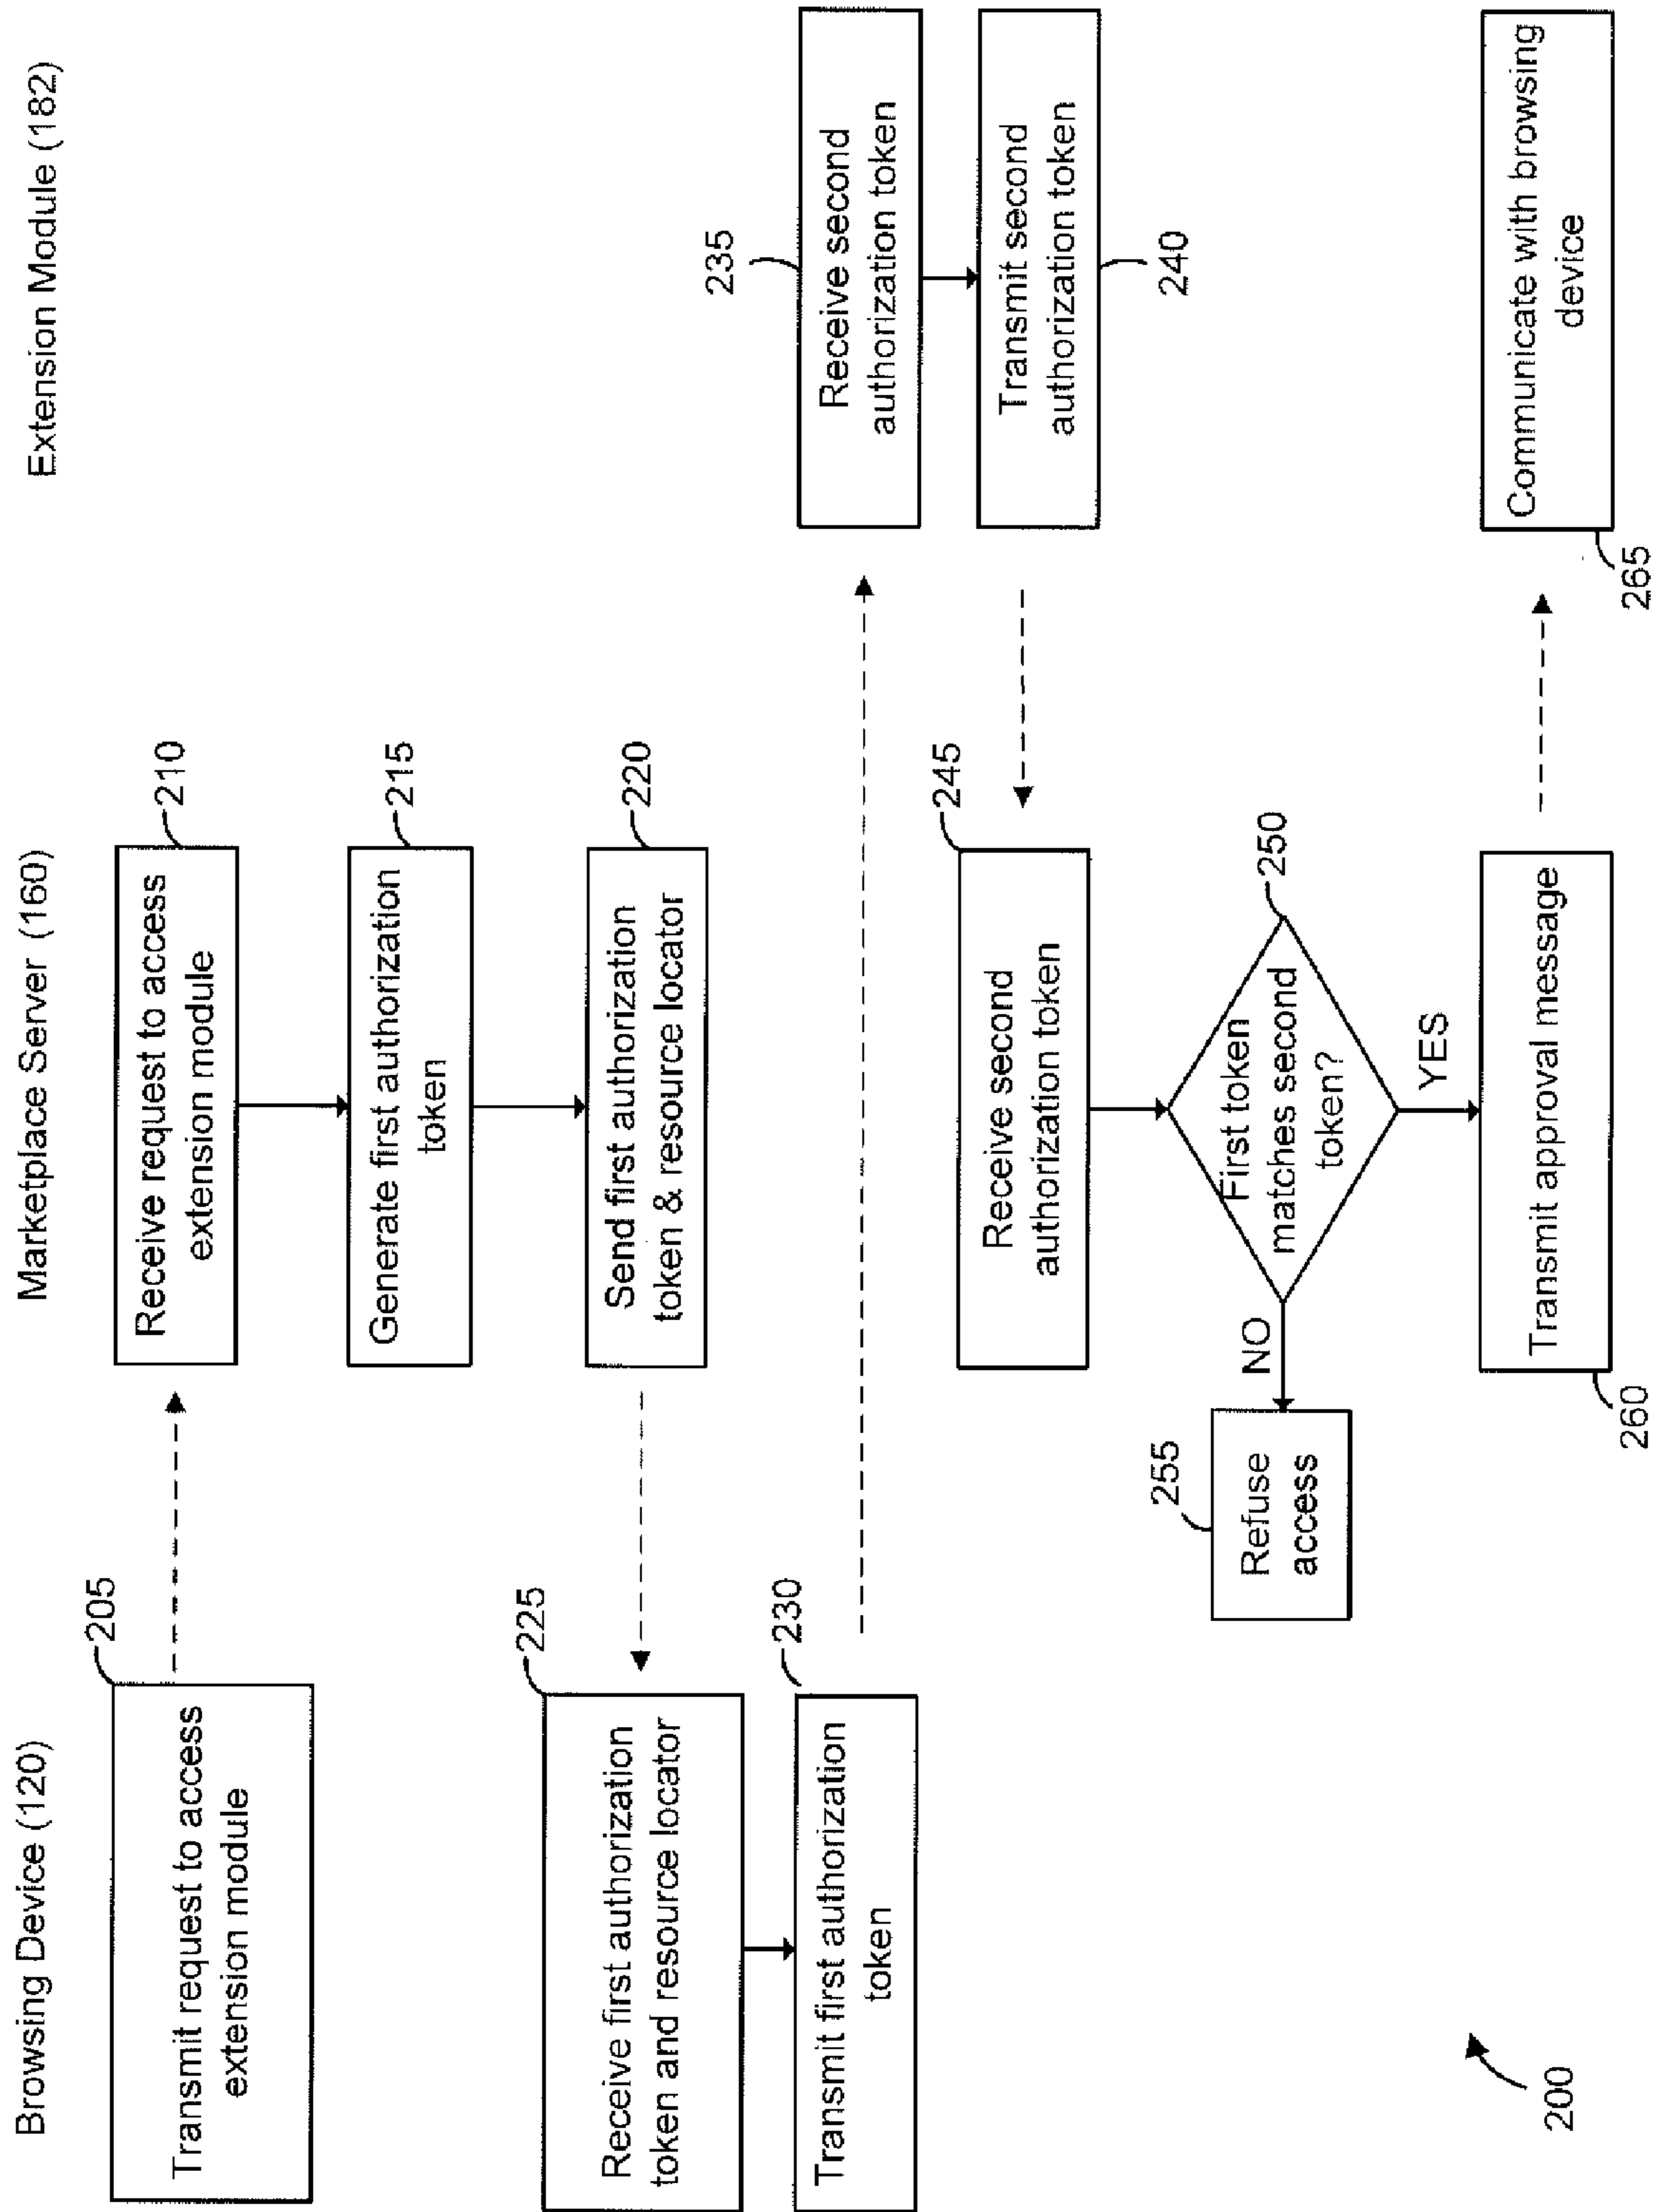 Browsing Device (120)
Marketplace Server (160)
Extension Module (182)
205
Transmit request to access
extension module
210
Receive request to access
extension module
215
Generate first authorization
token
220
Send first authorization
token & resource locator
225
Receive first authorization
token and resource locator
230
Transmit first authorization
token
235
Receive second
authorization token
Transmit second
authorization token
240
245
Receive second
authorization token
250
First token
matches second
token?
NO
255
Refuse
access
YES
Transmit approval message
260
Communicate with browsing
device
265
200